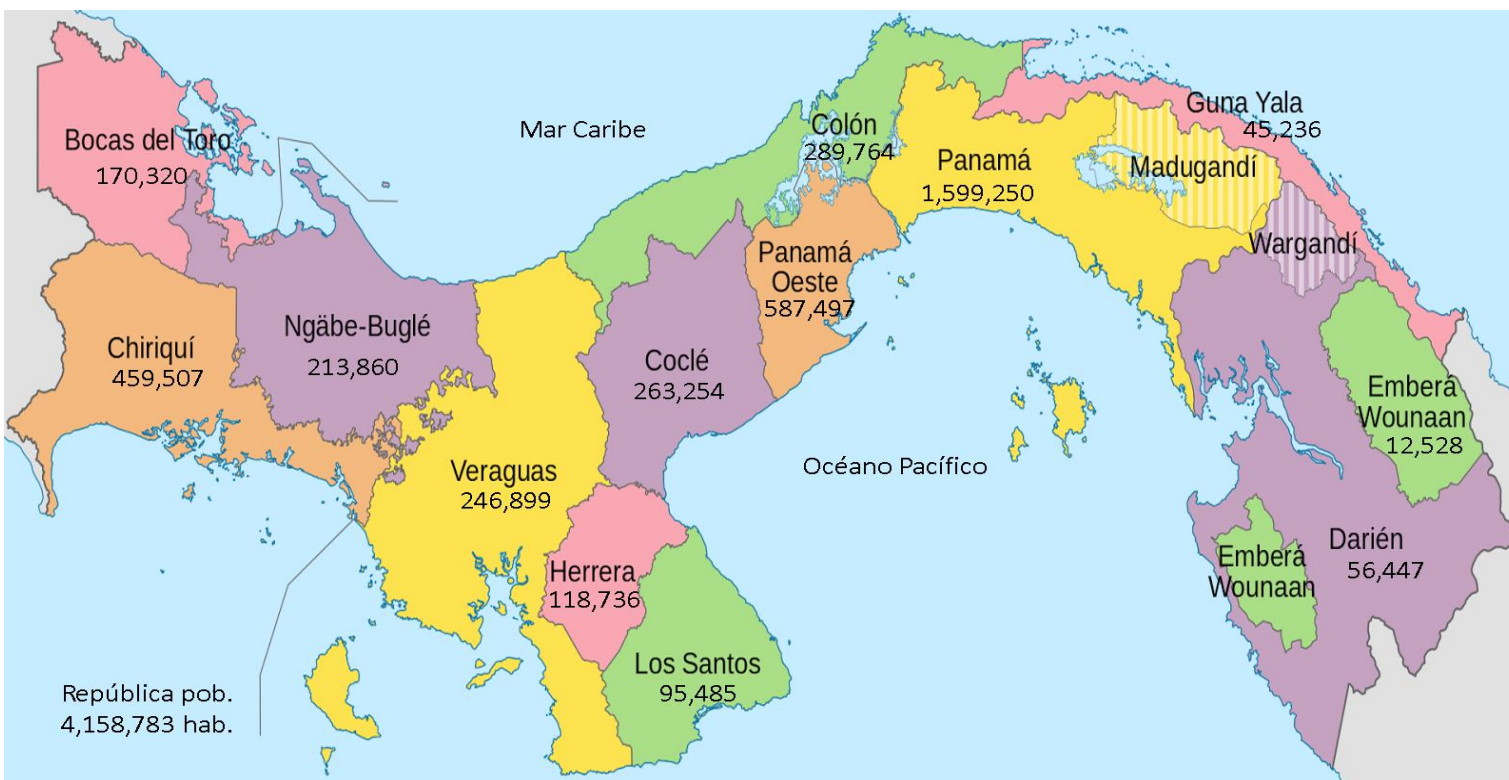 Bocas del Toro
170,320
Mar Caribe
Colón
289,764
Guna Yala
45,236
Panamá
1,599,250
Madugandí
Wargandí
Chiriquí
459,507
Ngäbe-Buglé
213,860
Panamá
Oeste
587,497
Coclé
263,254
Emberá
Wounaan
12,528
Veraguas
246,899
Océano Pacífico
Herrera
118,736
Emberá
Wounaan
Darién
56,447
Los Santos
95,485
República pob.
4,158,783 hab.